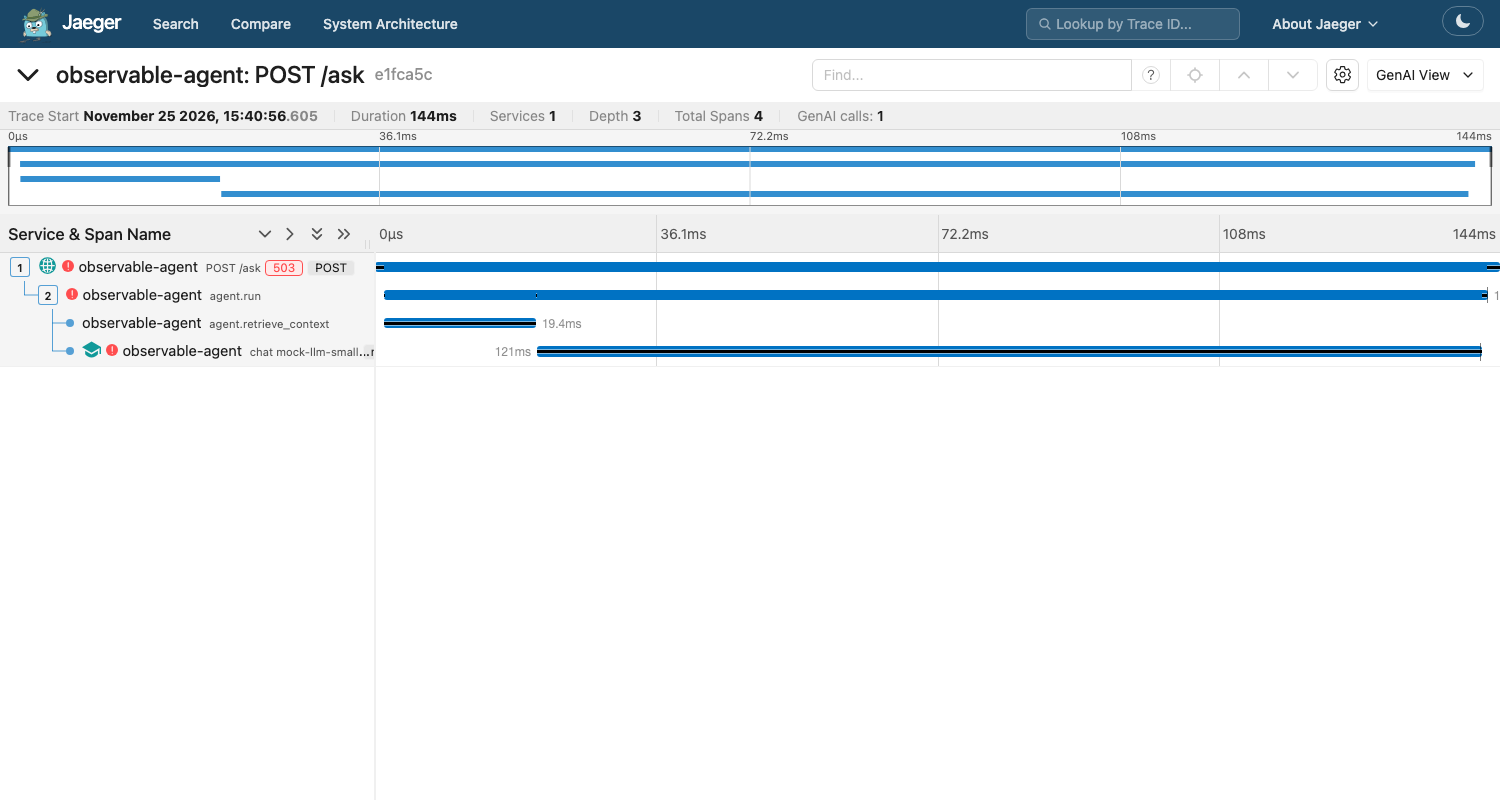 Jaeger Search Compare System Architecture Lookup by Trace ID... About Jaeger
observable-agent: POST /ask e1fca5c Find... ? GenAI View
Trace Start November 25 2026, 15:40:56.605 Duration 144ms Services 1 Depth 3 Total Spans 4 GenAI calls: 1
0μs 36.1ms 72.2ms 108ms 144ms
Service & Span Name 0μs 36.1ms 72.2ms 108ms 144ms
1 observable-agent POST /ask 503 POST
2 observable-agent agent.run
observable-agent agent.retrieve_context 19.4ms
observable-agent chat mock-llm-small... 121ms